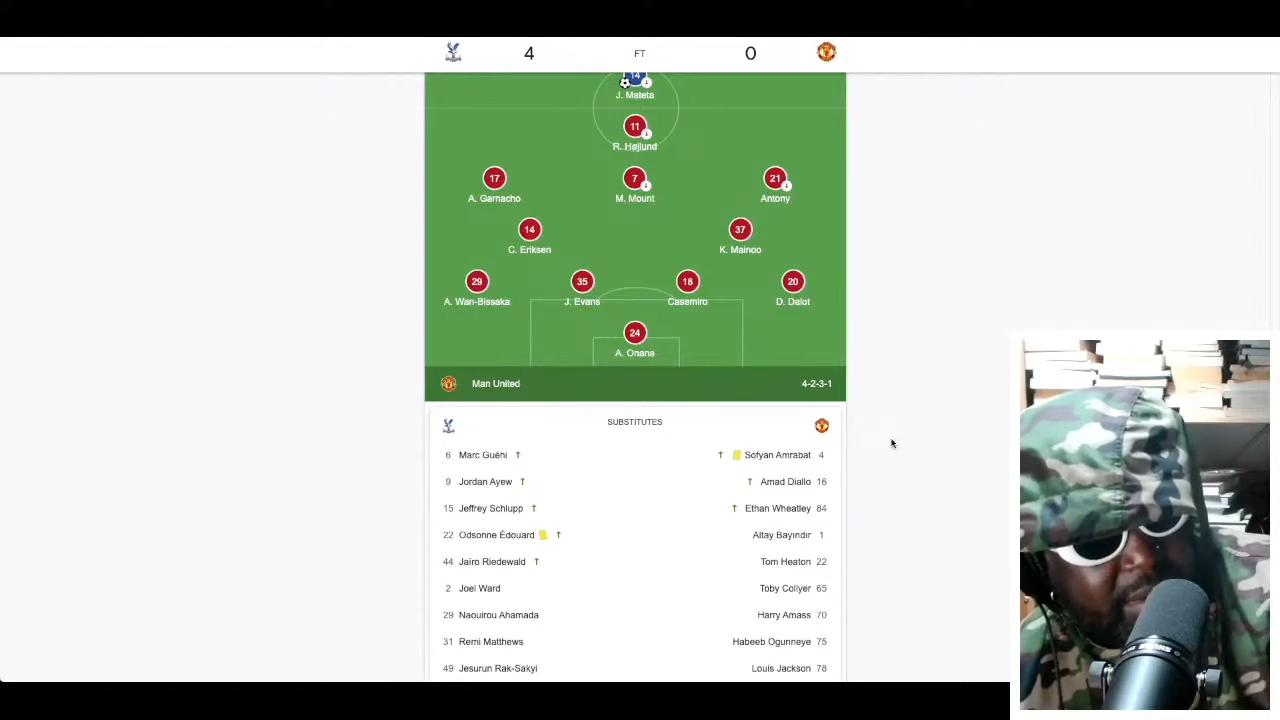 4 FT 0
14
J. Mateta
11
R. Højlund
17 7 21
A. Garnacho M. Mount Antony
14 37
C. Eriksen K. Mainoo
29 35 18 20
A. Wan-Bissaka J. Evans Casemiro D. Dalot
24
A. Onana
Man United 4-2-3-1
SUBSTITUTES
6 Marc Guéhi Sofyan Amrabat 4
9 Jordan Ayew Amad Diallo 16
15 Jeffrey Schlupp Ethan Wheatley 84
22 Odsonne Édouard Altay Bayındır 1
44 Jaïro Riedewald Tom Heaton 22
2 Joel Ward Toby Collyer 65
29 Naouirou Ahamada Harry Amass 70
31 Remi Matthews Habeeb Ogunneye 75
49 Jesurun Rak-Sakyi Louis Jackson 78